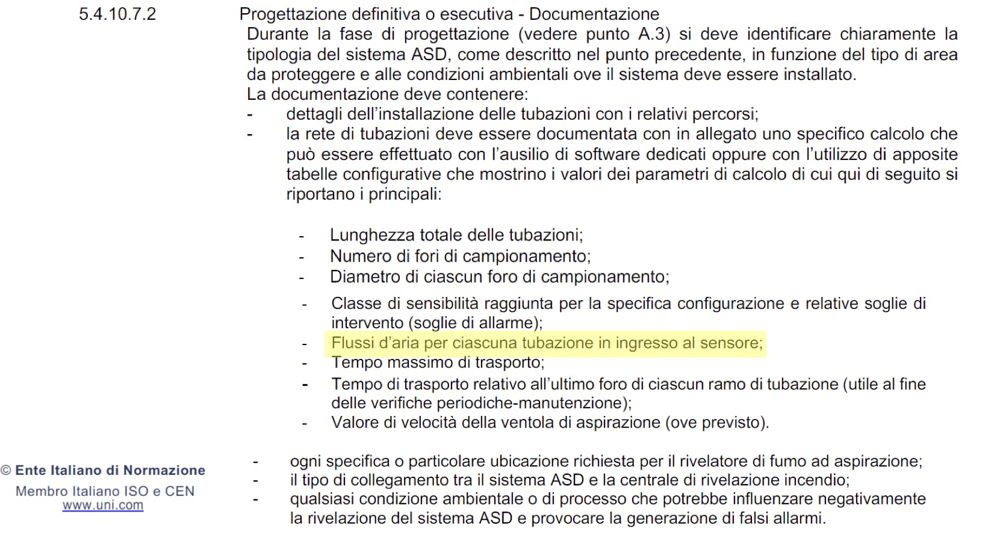 5.4.10.7.2 Progettazione definitiva o esecutiva - Documentazione
Durante la fase di progettazione (vedere punto A.3) si deve identificare chiaramente la
tipologia del sistema ASD, come descritto nel punto precedente, in funzione del tipo di area
da proteggere e alle condizioni ambientali ove il sistema deve essere installato.
La documentazione deve contenere:
- dettagli dell'installazione delle tubazioni con i relativi percorsi;
- la rete di tubazioni deve essere documentata con in allegato uno specifico calcolo che
può essere effettuato con l'ausilio di software dedicati oppure con l'utilizzo di apposite
tabelle configurative che mostrino i valori dei parametri di calcolo di cui qui di seguito si
riportano i principali:
- Lunghezza totale delle tubazioni;
- Numero di fori di campionamento;
- Diametro di ciascun foro di campionamento;
- Classe di sensibilità raggiunta per la specifica configurazione e relative soglie di
intervento (soglie di allarme);
- Flussi d'aria per ciascuna tubazione in ingresso al sensore;
- Tempo massimo di trasporto;
- Tempo di trasporto relativo all'ultimo foro di ciascun ramo di tubazione (utile al fine
delle verifiche periodiche-manutenzione);
- Valore di velocità della ventola di aspirazione (ove previsto).
- ogni specifica o particolare ubicazione richiesta per il rivelatore di fumo ad aspirazione;
- il tipo di collegamento tra il sistema ASD e la centrale di rivelazione incendio;
- qualsiasi condizione ambientale o di processo che potrebbe influenzare negativamente
la rivelazione del sistema ASD e provocare la generazione di falsi allarmi.
© Ente Italiano di Normazione
Membro Italiano ISO e CEN
www.uni.com